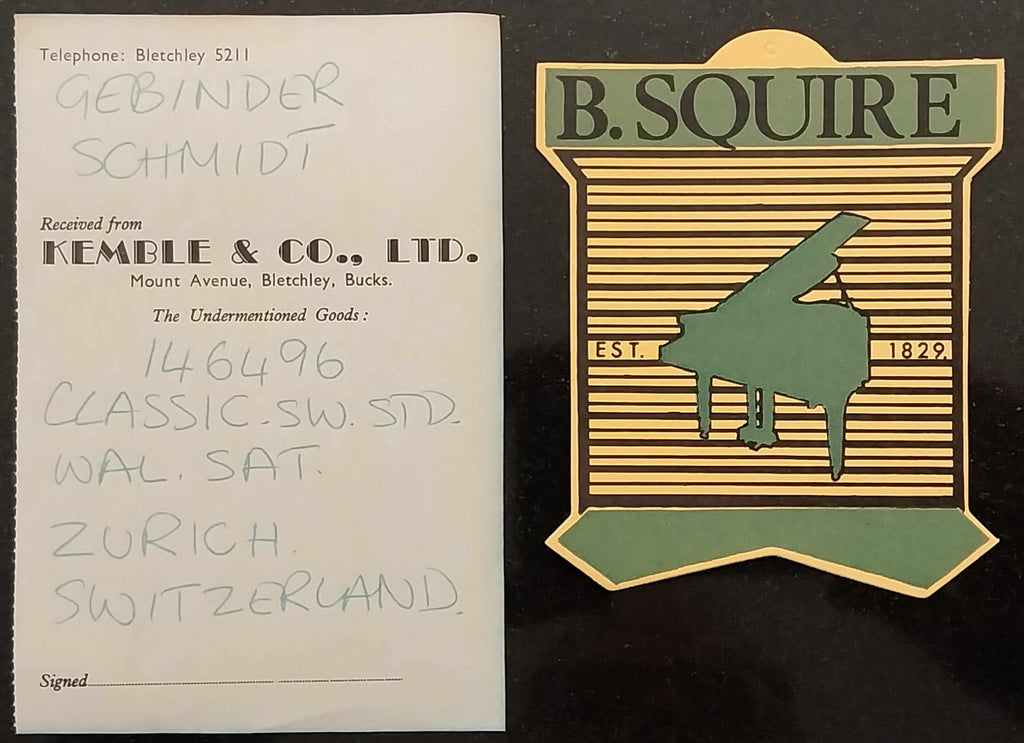 Telephone: Bletchley 5211
GEBINDER
SCHMIDT
Received from
KEMBLE & CO., LTD.
Mount Avenue, Bletchley, Bucks.
The Undermentioned Goods:
146496
CLASSIC. SW. STD.
WAL. SAT.
ZURICH.
SWITZERLAND.
Signed
B. SQUIRE
EST. 1829.